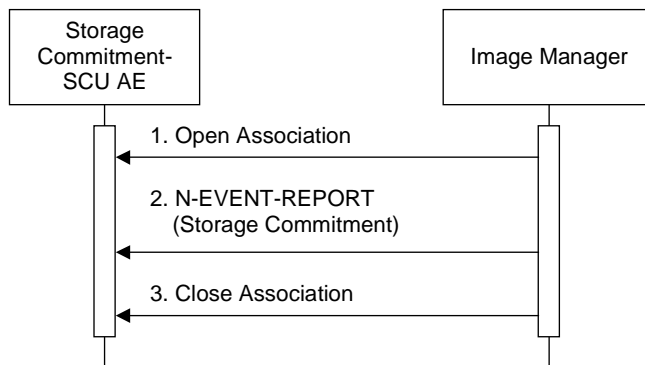 Storage
Commitment-
SCU AE
Image Manager
1. Open Association
2. N-EVENT-REPORT
(Storage Commitment)
3. Close Association